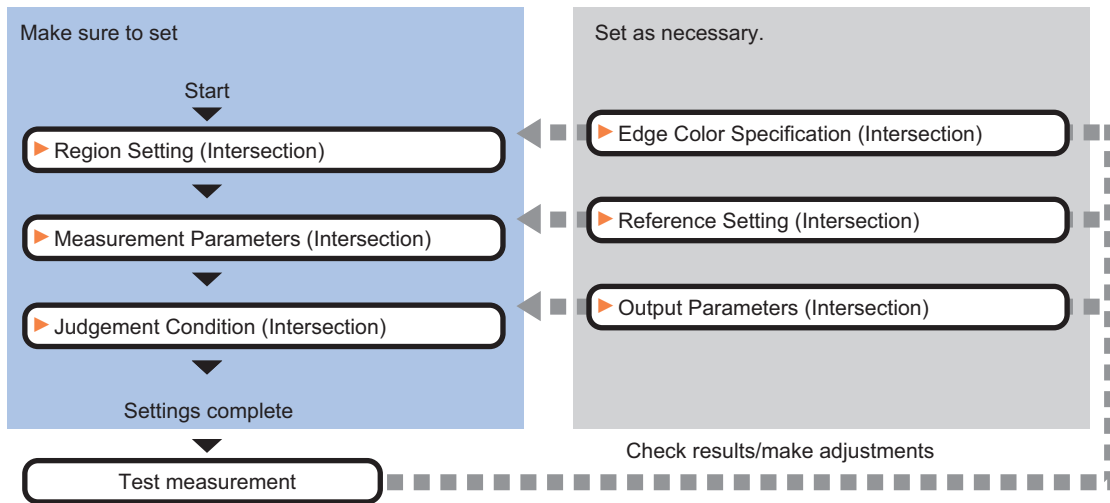 Make sure to set
Start
Region Setting (Intersection)
Measurement Parameters (Intersection)
Judgement Condition (Intersection)
Settings complete
Test measurement
Set as necessary.
Edge Color Specification (Intersection)
Reference Setting (Intersection)
Output Parameters (Intersection)
Check results/make adjustments